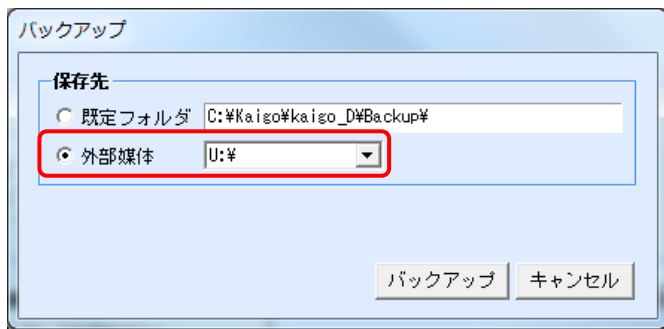 バックアップ
保存先
既定フォルダ C:¥Kaigo¥kaigo_D¥Backup¥
外部媒体 U:¥
バックアップ キャンセル